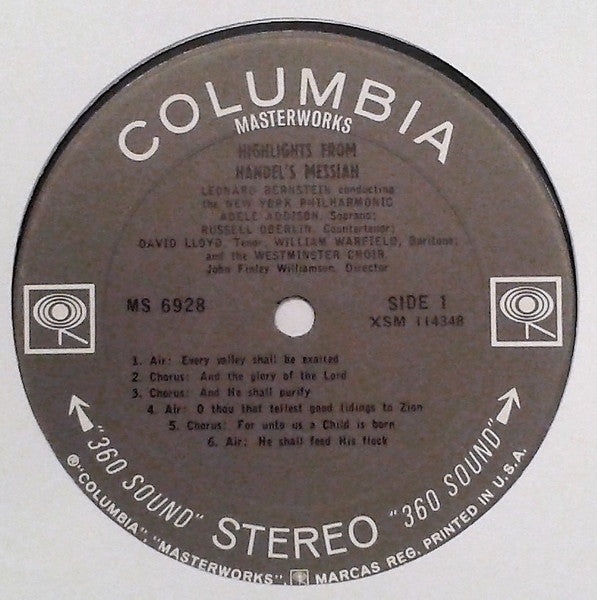 COLUMBIA
MASTERWORKS
HIGHLIGHTS FROM
HANDEL'S MESSIAH
LEONARD BERNSTEIN conducting
the NEW YORK PHILHARMONIC
ADELE ADDISON, Soprano;
RUSSELL OBERLIN, Countertenor;
DAVID LLOYD, Tenor, WILLIAM WARFIELD, Baritone;
and the WESTMINSTER CHOIR,
John Finley Williamson, Director
MS 6928
SIDE 1
XSM 114348
1. Air: Every valley shall be exalted
2. Chorus: And the glory of the Lord
3. Chorus: And He shall purify
4. Air: O thou that tellest good tidings to Zion
5. Chorus: For unto us a Child is born
6. Air: He shall feed His flock
"360 SOUND" STEREO "360 SOUND"
®"COLUMBIA", "MASTERWORKS", MARCAS REG. PRINTED IN U.S.A.